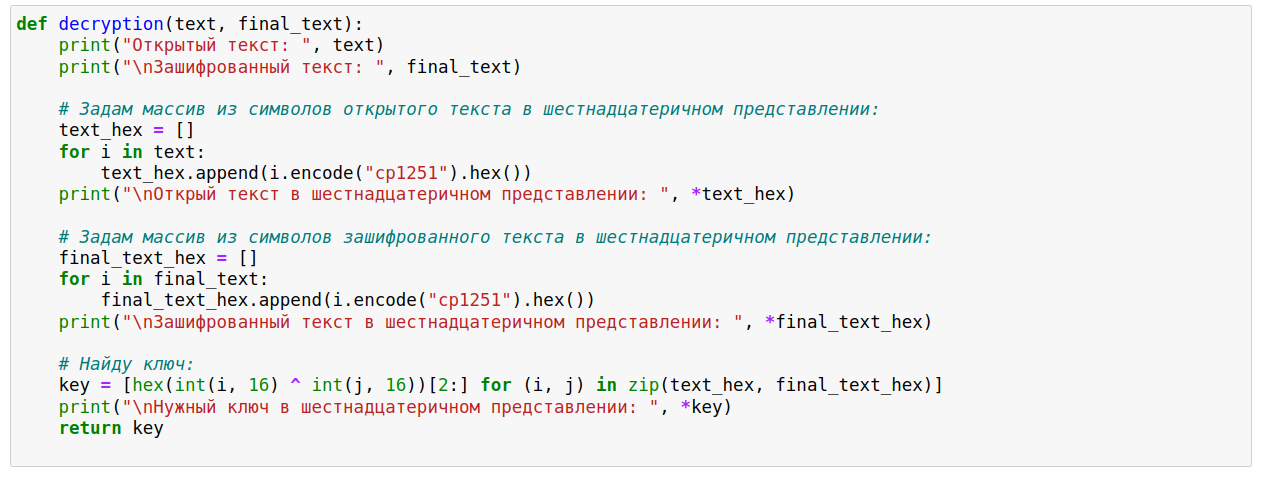 def decryption(text, final_text):
    print("Открытый текст: ", text)
    print("\nЗашифрованный текст: ", final_text)

    # Задам массив из символов открытого текста в шестнадцатеричном представлении:
    text_hex = []
    for i in text:
        text_hex.append(i.encode("cp1251").hex())
    print("\nОткрый текст в шестнадцатеричном представлении: ", *text_hex)

    # Задам массив из символов зашифрованного текста в шестнадцатеричном представлении:
    final_text_hex = []
    for i in final_text:
        final_text_hex.append(i.encode("cp1251").hex())
    print("\nЗашифрованный текст в шестнадцатеричном представлении: ", *final_text_hex)

    # Найду ключ:
    key = [hex(int(i, 16) ^ int(j, 16))[2:] for (i, j) in zip(text_hex, final_text_hex)]
    print("\nНужный ключ в шестнадцатеричном представлении: ", *key)
    return key